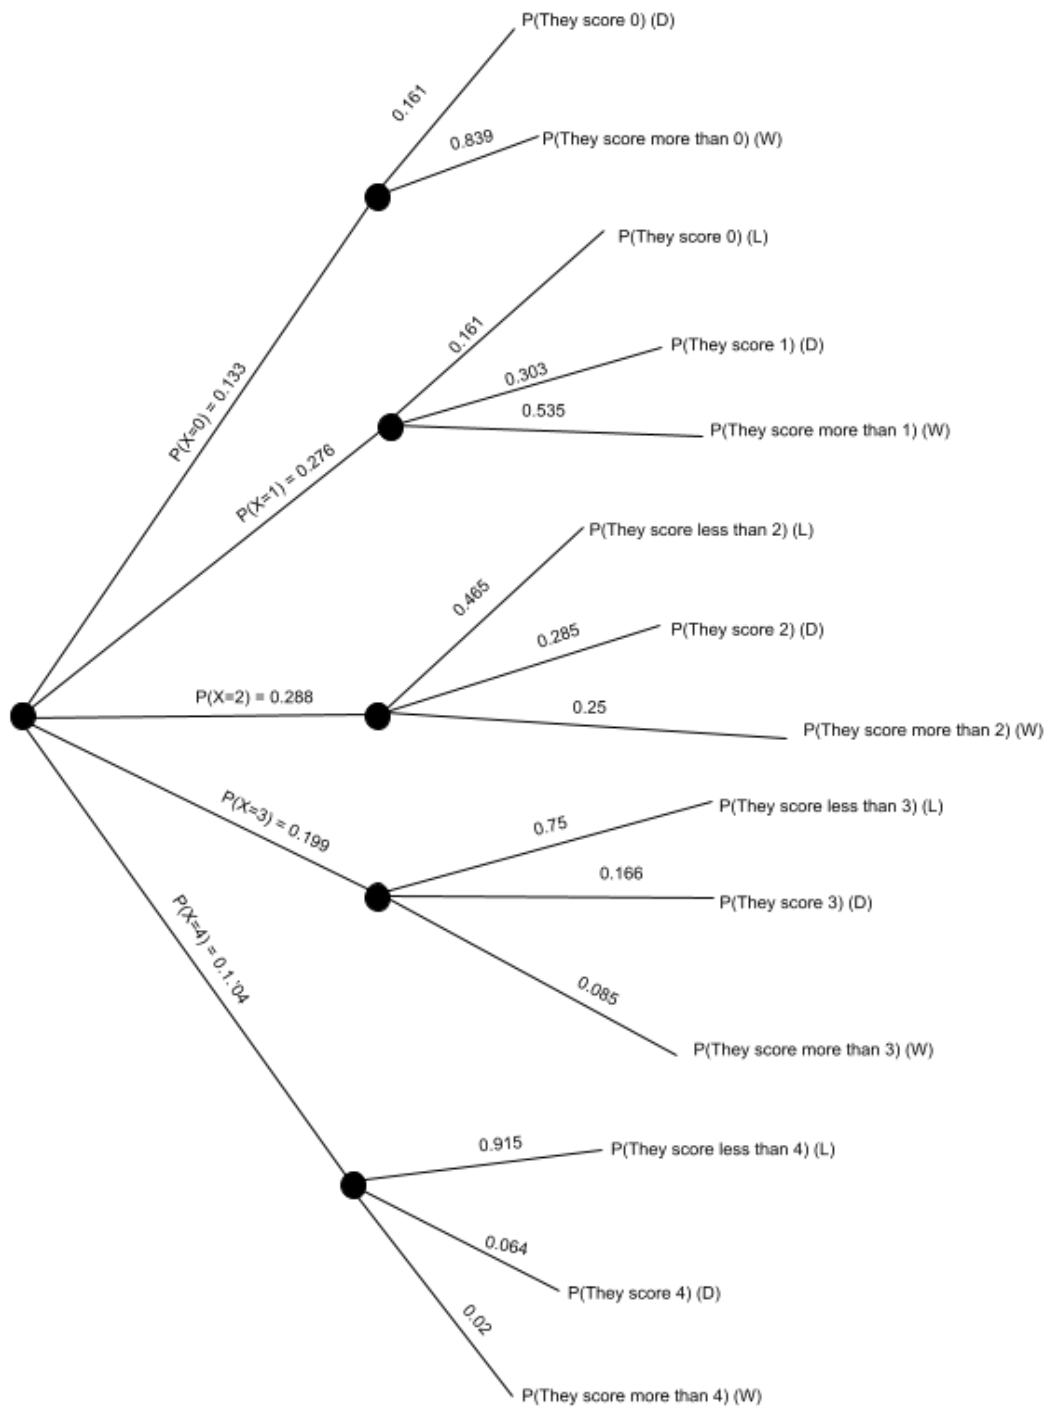 P(They score 0) (D)
0.161
0.839
P(They score more than 0) (W)
P(X=0) = 0.133
P(They score 0) (L)
0.161
P(They score 1) (D)
0.303
0.535
P(They score more than 1) (W)
P(X=1) = 0.276
P(They score less than 2) (L)
0.465
0.285
P(They score 2) (D)
P(X=2) = 0.288
0.25
P(They score more than 2) (W)
P(X=3) = 0.199
0.75
P(They score less than 3) (L)
0.166
P(They score 3) (D)
0.085
P(They score more than 3) (W)
P(X=4) = 0.1.'04
0.915
P(They score less than 4) (L)
0.064
P(They score 4) (D)
0.02
P(They score more than 4) (W)